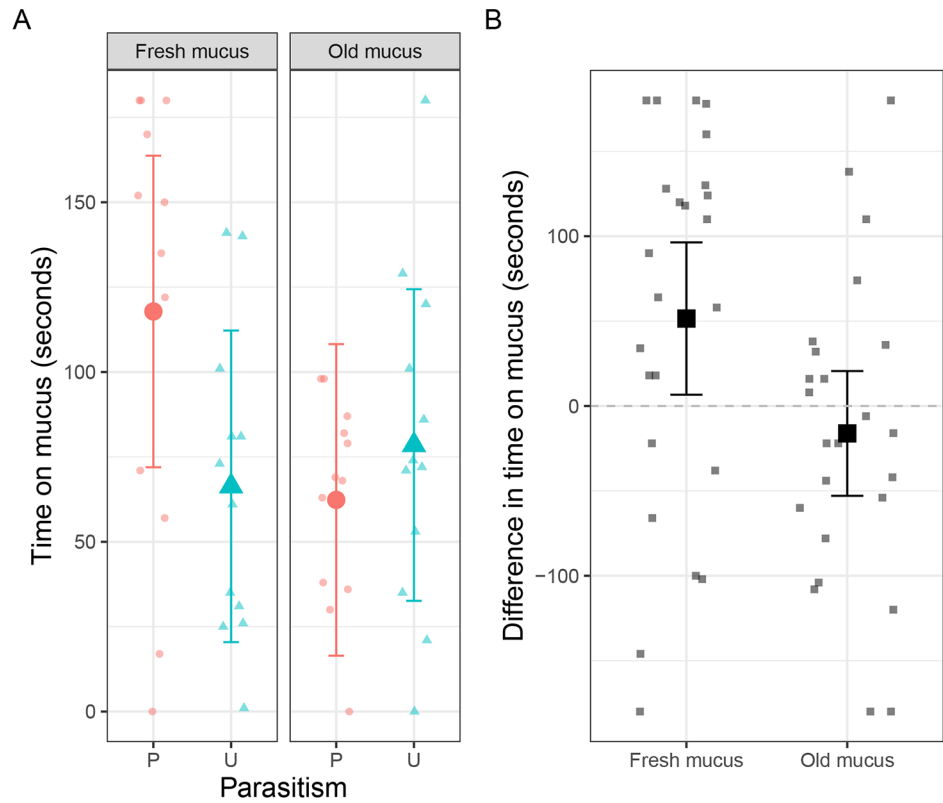 A
Fresh mucus
Old mucus
Time on mucus (seconds)
150
100
50
0
P
U
P
U
Parasitism
B
Difference in time on mucus (seconds)
100
0
−100
Fresh mucus
Old mucus